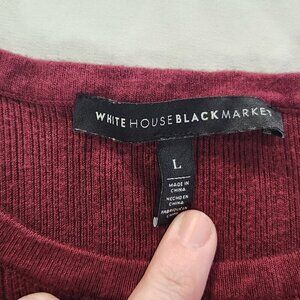 WHITE HOUSE BLACK MARKET
L
MADE IN
CHINA
HECHO EN
CHINA